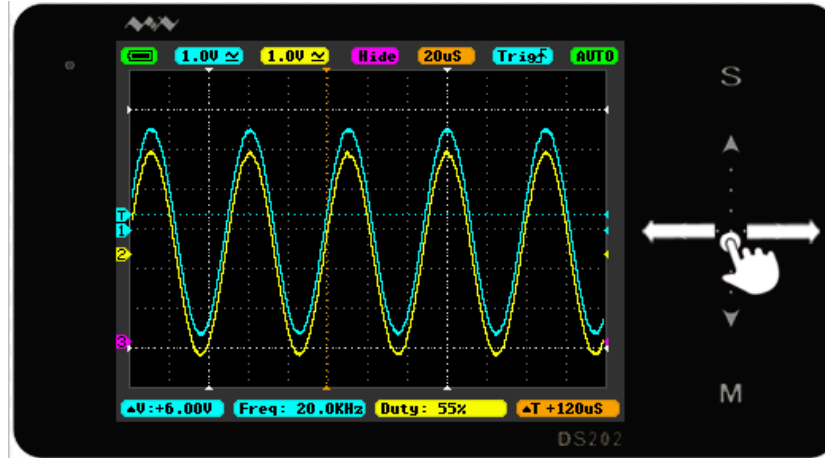 1.0V ≃ 1.0V ≃ Hide 20uS Trig AUTO
S
T
1
2
3
▲V:+6.00V Freq: 20.0KHz Duty: 55% ▲T +120uS
M
DS202